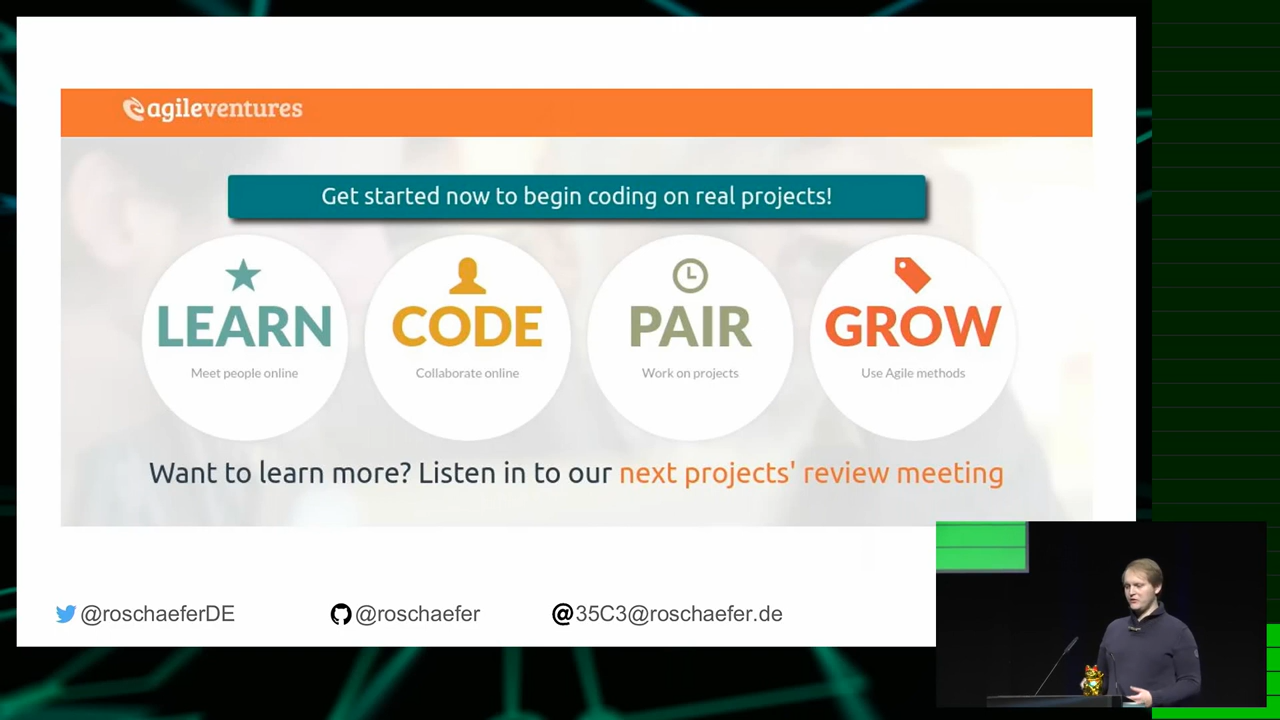 agileventures
Get started now to begin coding on real projects!
LEARN
Meet people online
CODE
Collaborate online
PAIR
Work on projects
GROW
Use Agile methods
Want to learn more? Listen in to our next projects' review meeting
@roschaeferDE
@roschaefer
@35C3@roschaefer.de